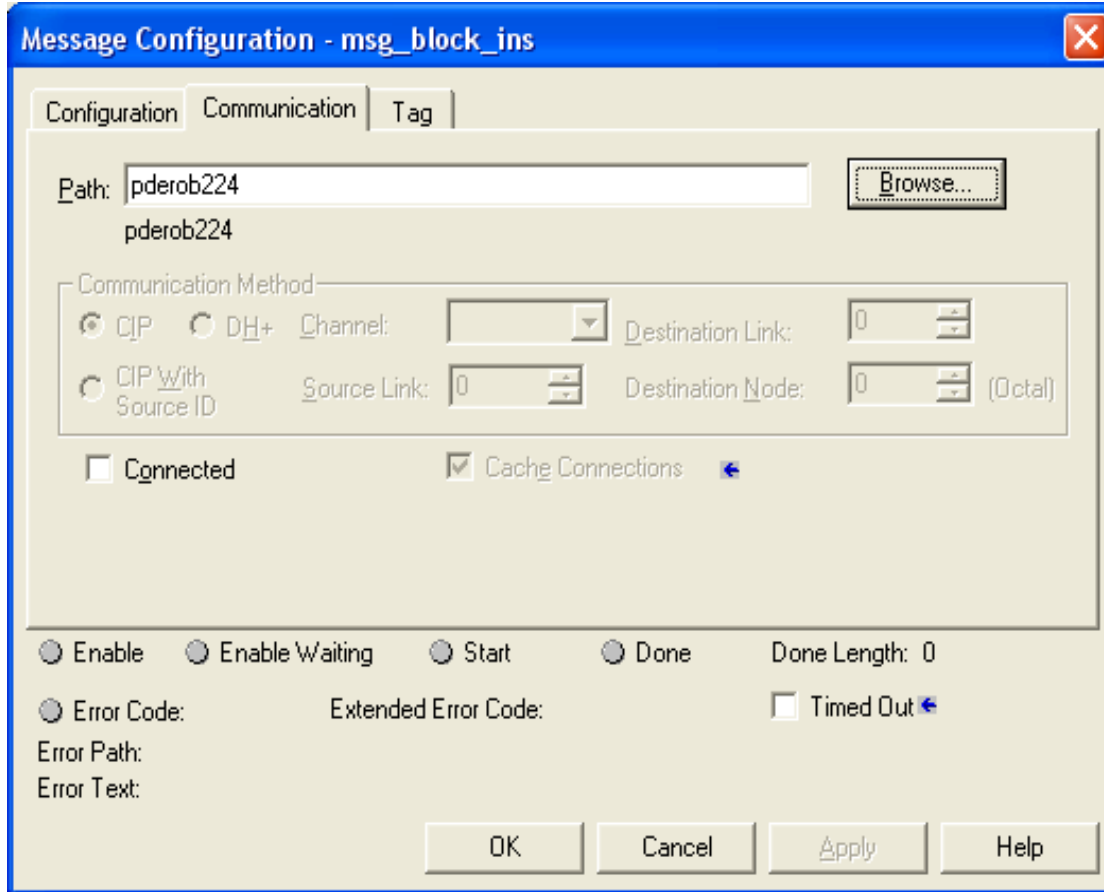 Message Configuration - msg_block_ins
Configuration Communication Tag
Path: pderob224 Browse...
pderob224
Communication Method
CIP DH+ Channel: Destination Link: 0
CIP With Source ID Source Link: 0 Destination Node: 0 (Octal)
Connected Cache Connections
Enable Enable Waiting Start Done Done Length: 0
Error Code: Extended Error Code: Timed Out
Error Path:
Error Text:
OK Cancel Apply Help